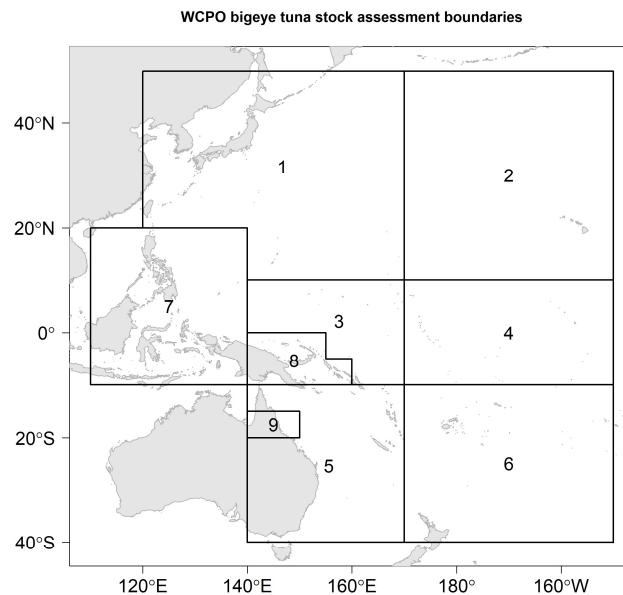 WCPO bigeye tuna stock assessment boundaries
40°N
1
2
20°N
7
3
4
0°
8
9
20°S
5
6
40°S
120°E
140°E
160°E
180°
160°W